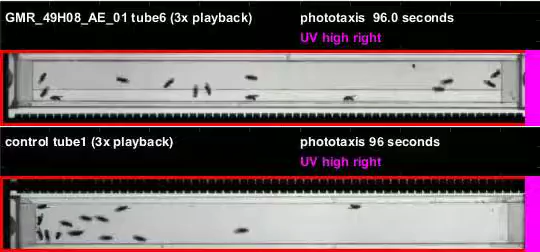 GMR_49H08_AE_01 tube6 (3x playback) phototaxis 96.0 seconds
UV high right
control tube1 (3x playback) phototaxis 96 seconds
UV high right